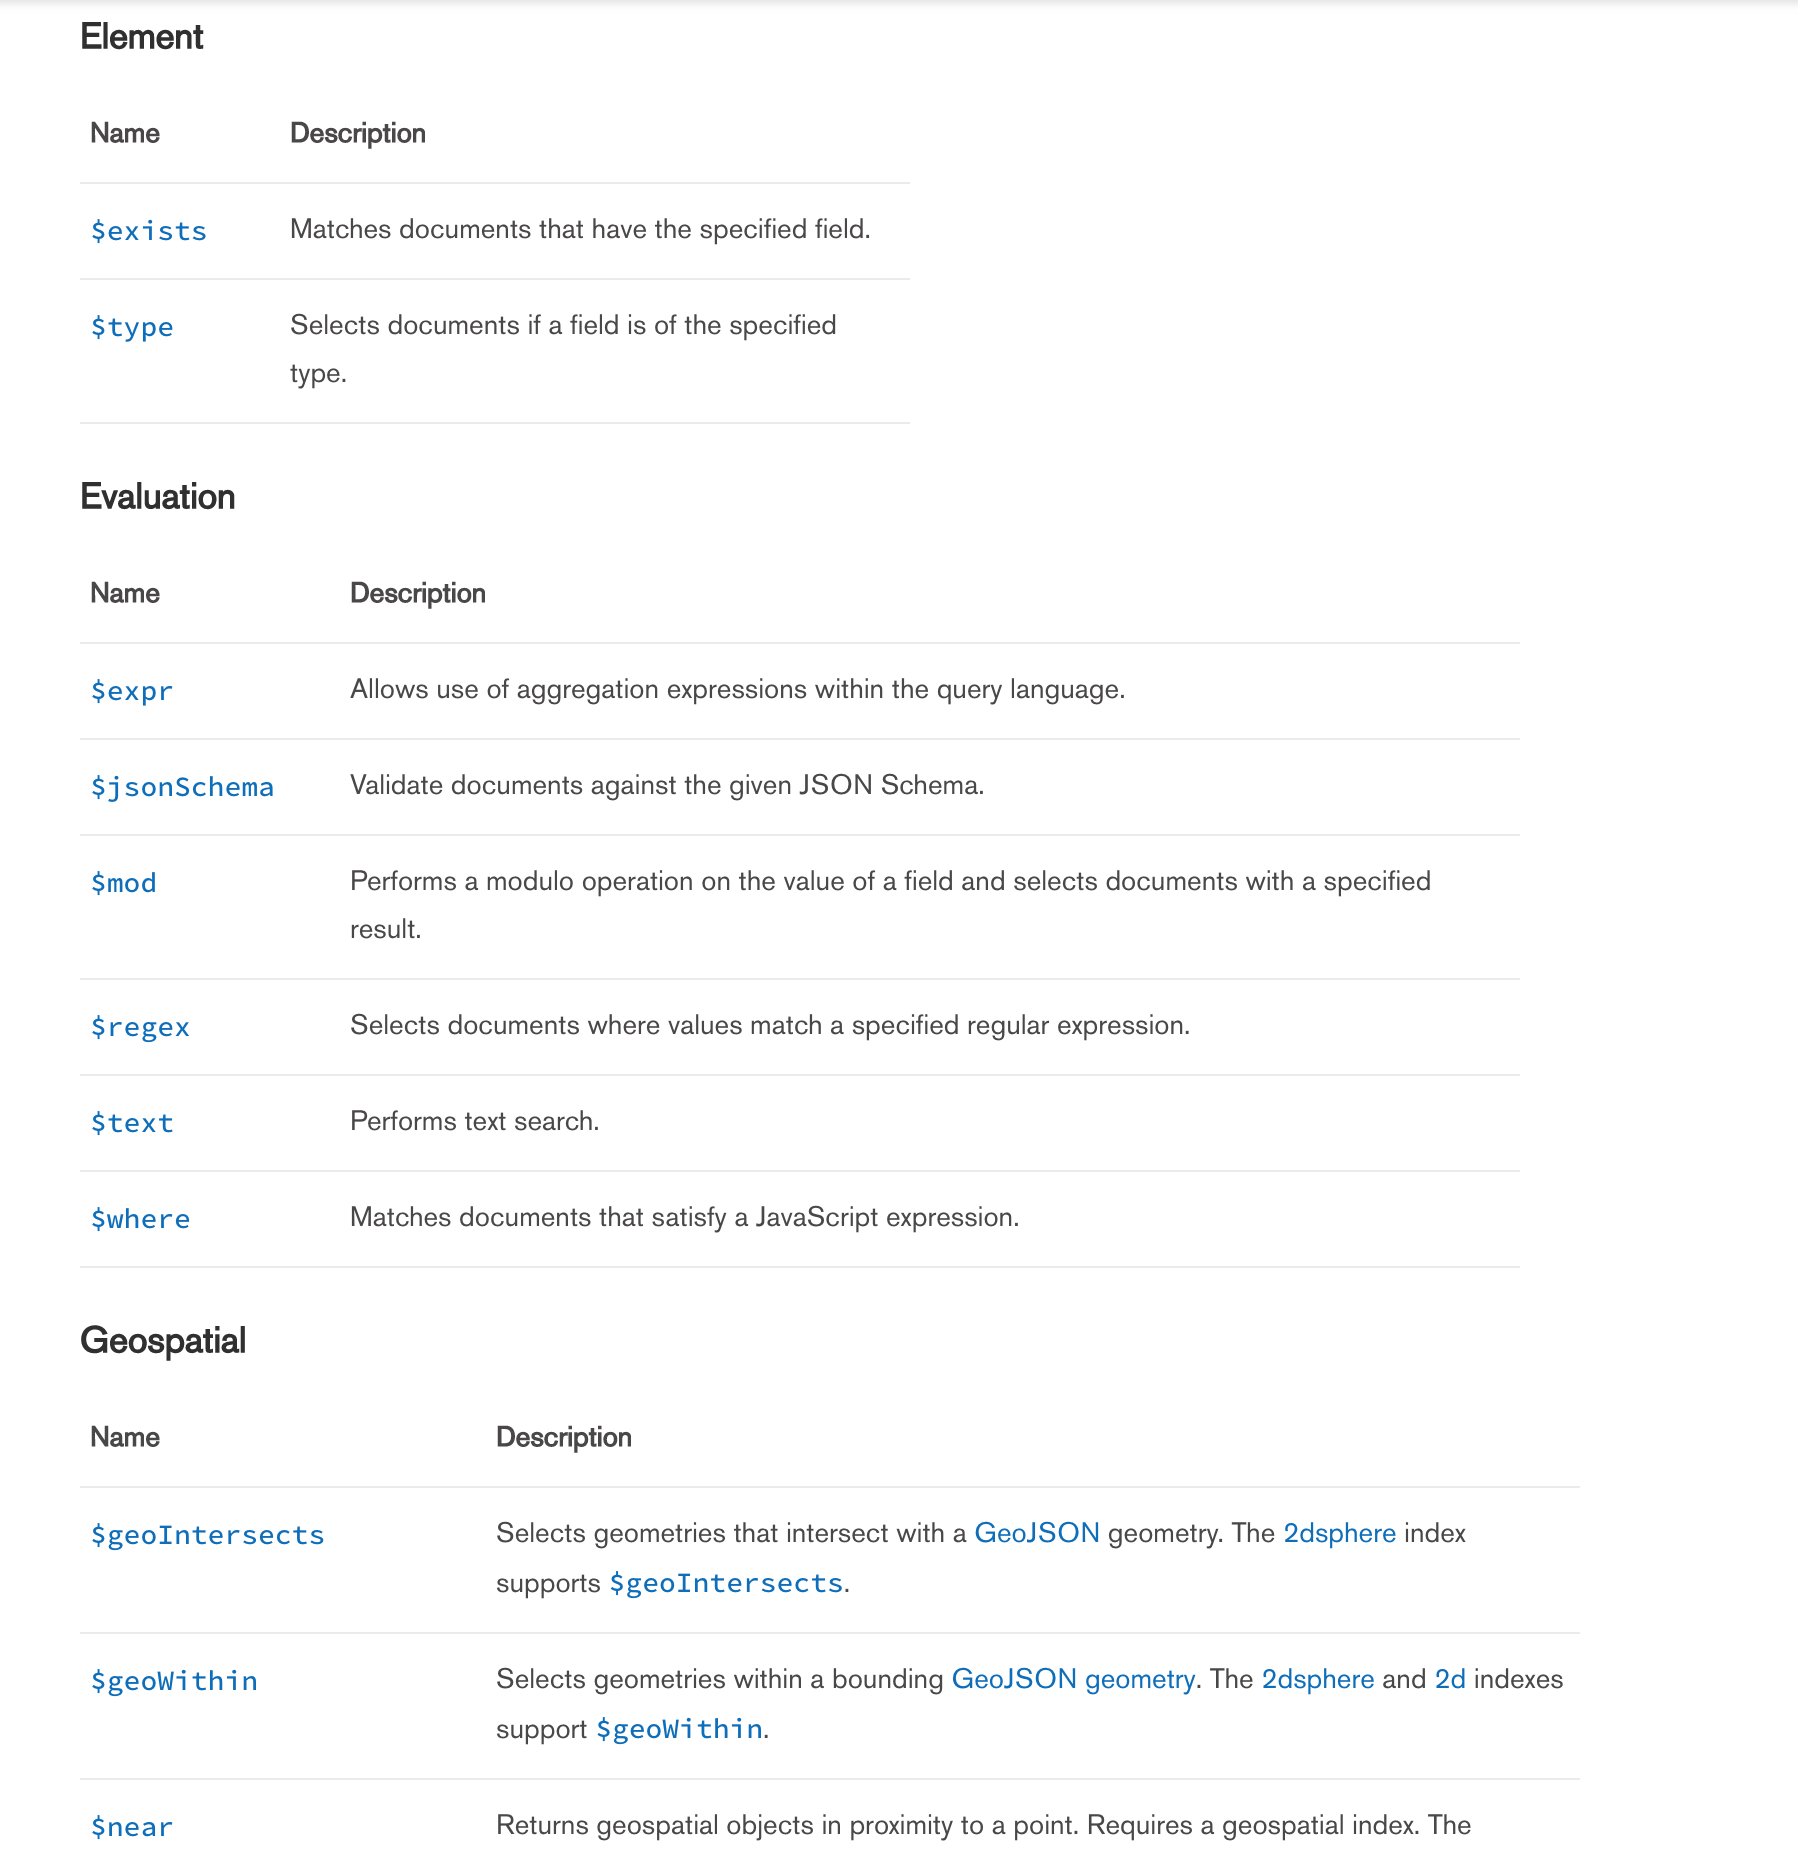 Element
Name Description
$exists Matches documents that have the specified field.
$type Selects documents if a field is of the specified
type.
Evaluation
Name Description
$expr Allows use of aggregation expressions within the query language.
$jsonSchema Validate documents against the given JSON Schema.
$mod Performs a modulo operation on the value of a field and selects documents with a specified
result.
$regex Selects documents where values match a specified regular expression.
$text Performs text search.
$where Matches documents that satisfy a JavaScript expression.
Geospatial
Name Description
$geoIntersects Selects geometries that intersect with a GeoJSON geometry. The 2dsphere index
supports $geoIntersects.
$geoWithin Selects geometries within a bounding GeoJSON geometry. The 2dsphere and 2d indexes
support $geoWithin.
$near Returns geospatial objects in proximity to a point. Requires a geospatial index. The